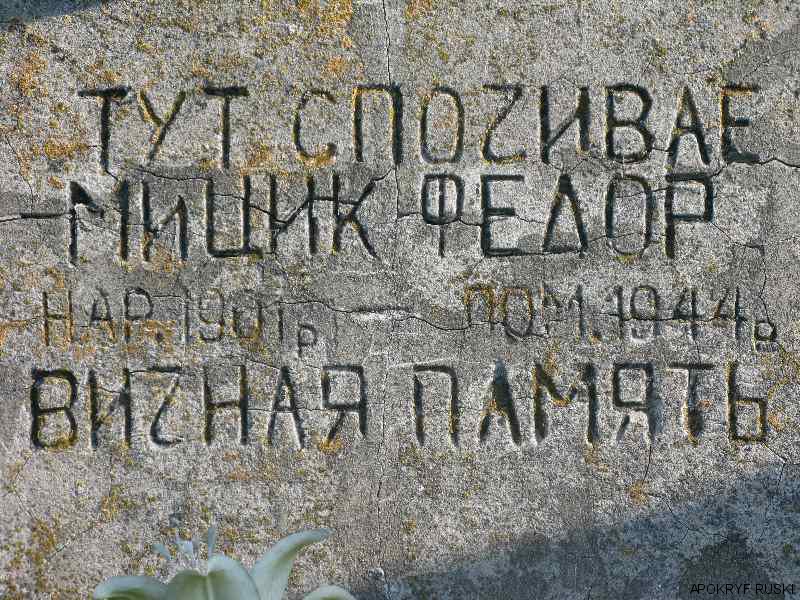 ТУТ СПОZИВАЕ
МИЦИК ФЕДОР
НАР. 1901 р — ПОМ. 1944 ь
ВИZНАЯ ПАМЯТЬ
APOKRYF RUSKI